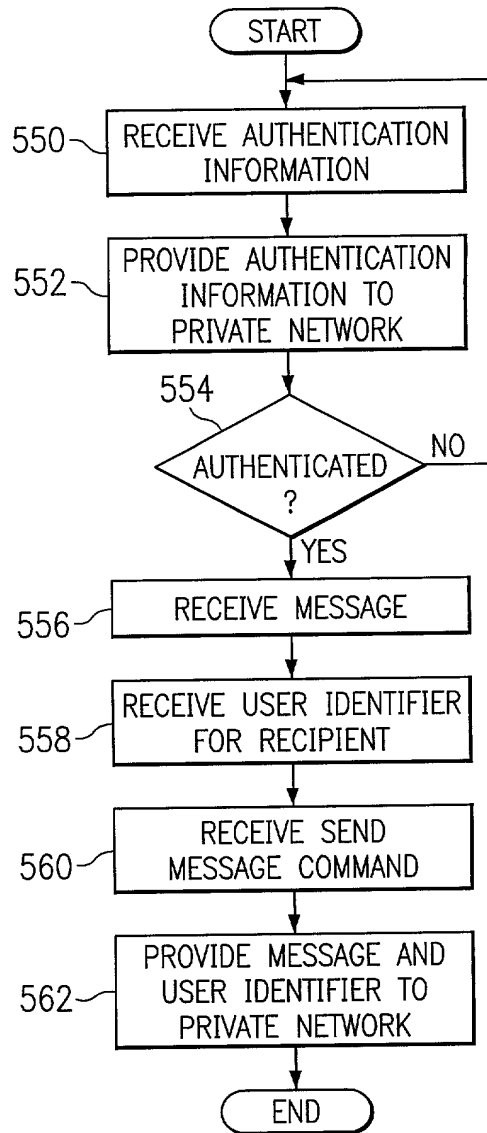 START
550
RECEIVE AUTHENTICATION
INFORMATION
552
PROVIDE AUTHENTICATION
INFORMATION TO
PRIVATE NETWORK
554
AUTHENTICATED
?
NO
YES
556
RECEIVE MESSAGE
558
RECEIVE USER IDENTIFIER
FOR RECIPIENT
560
RECEIVE SEND
MESSAGE COMMAND
562
PROVIDE MESSAGE AND
USER IDENTIFIER TO
PRIVATE NETWORK
END